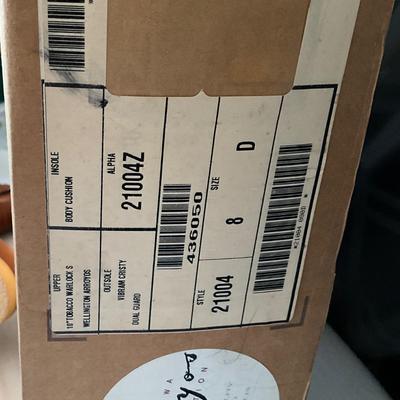 UPPER
10" TOBACCO WARLOCK S
WELLINGTON ARROYOS
INSOLE
BODY CUSHION
OUTSOLE
VIBRAM CRISTY
DUAL GUARD
ALPHA
21004Z
436050
STYLE
21004
SIZE
8 D